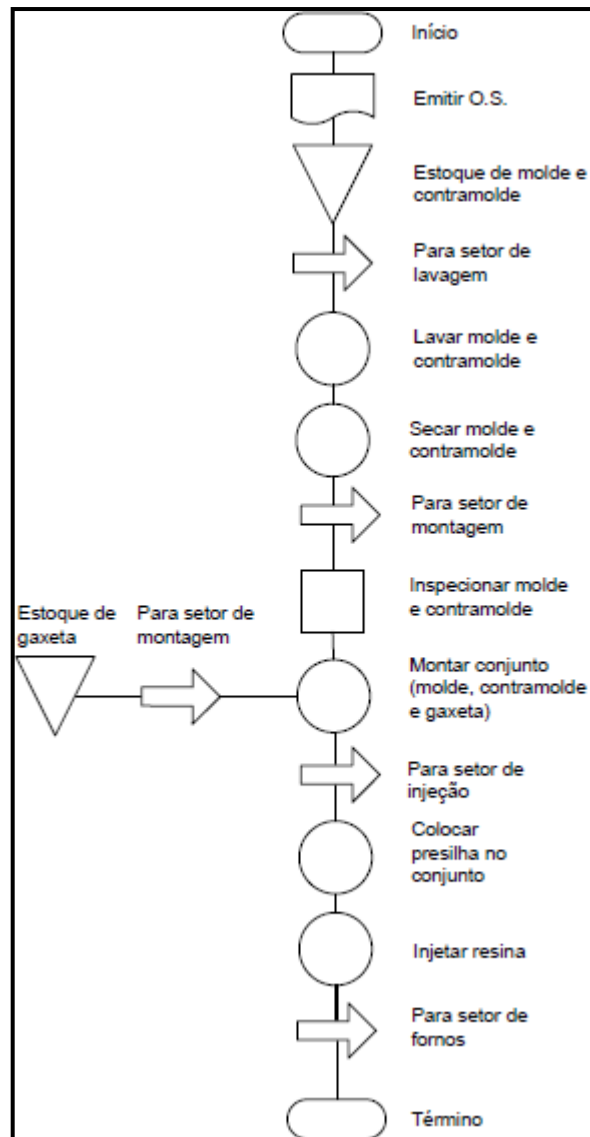 Início
Emitir O.S.
Estoque de molde e
contramolde
Para setor de
lavagem
Lavar molde e
contramolde
Secar molde e
contramolde
Para setor de
montagem
Inspecionar molde
e contramolde
Estoque de
gaxeta
Para setor de
montagem
Montar conjunto
(molde, contramolde
e gaxeta)
Para setor de
injeção
Colocar
presilha no
conjunto
Injetar resina
Para setor de
fornos
Término